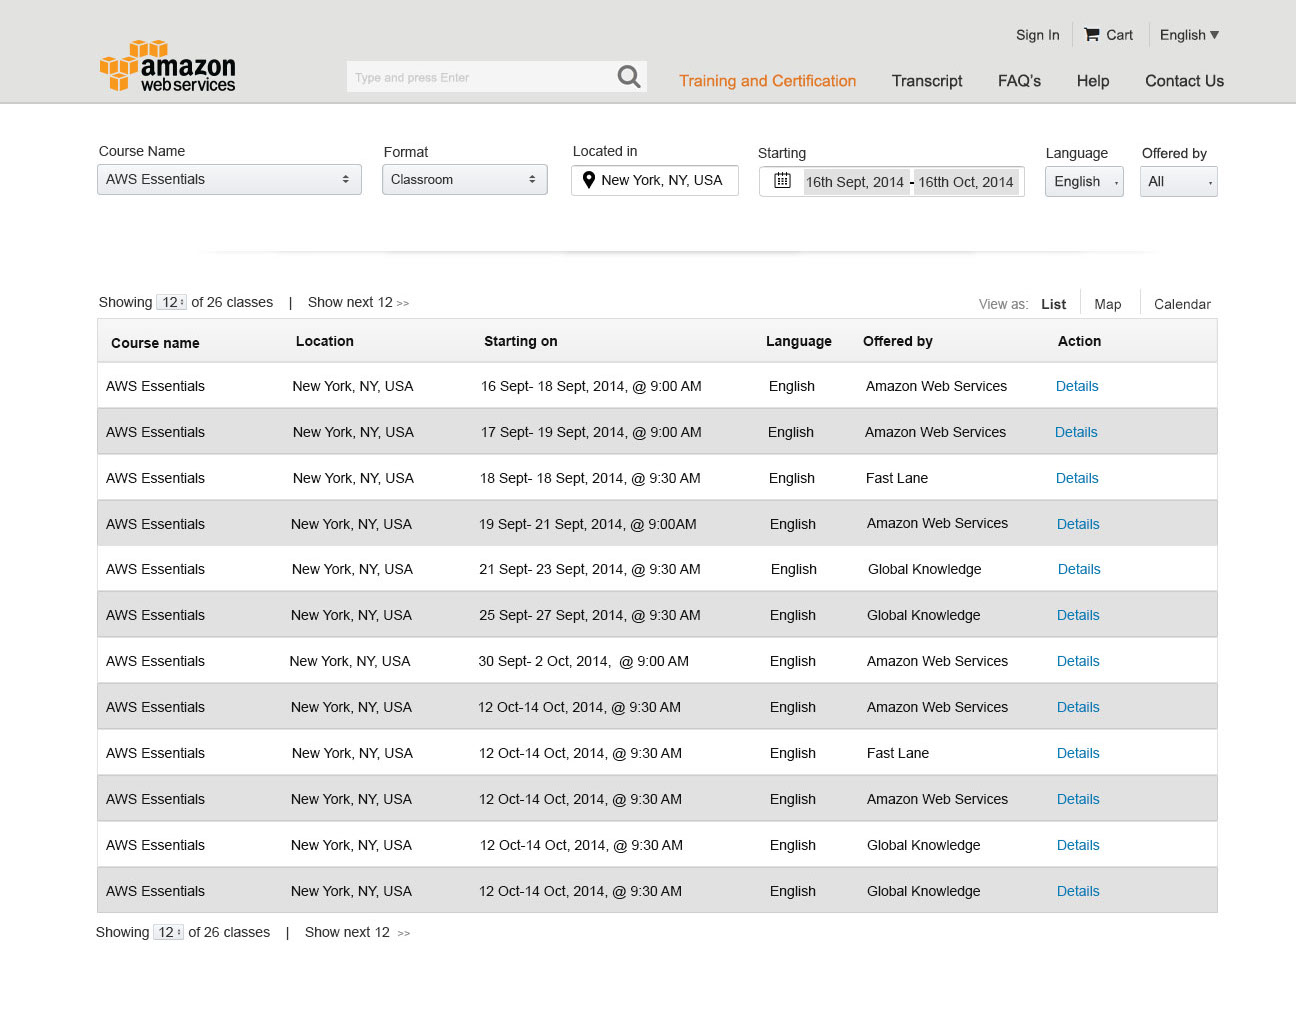 Sign In Cart English ▼
amazon
webservices
Type and press Enter
Training and Certification Transcript FAQ's Help Contact Us
Course Name Format Located in Starting Language Offered by
AWS Essentials Classroom New York, NY, USA 16th Sept, 2014 - 16tth Oct, 2014 English All
Showing 12 of 26 classes | Show next 12 >> View as: List Map Calendar
Course name Location Starting on Language Offered by Action
AWS Essentials New York, NY, USA 16 Sept- 18 Sept, 2014, @ 9:00 AM English Amazon Web Services Details
AWS Essentials New York, NY, USA 17 Sept- 19 Sept, 2014, @ 9:00 AM English Amazon Web Services Details
AWS Essentials New York, NY, USA 18 Sept- 18 Sept, 2014, @ 9:30 AM English Fast Lane Details
AWS Essentials New York, NY, USA 19 Sept- 21 Sept, 2014, @ 9:00AM English Amazon Web Services Details
AWS Essentials New York, NY, USA 21 Sept- 23 Sept, 2014, @ 9:30 AM English Global Knowledge Details
AWS Essentials New York, NY, USA 25 Sept- 27 Sept, 2014, @ 9:30 AM English Global Knowledge Details
AWS Essentials New York, NY, USA 30 Sept- 2 Oct, 2014, @ 9:00 AM English Amazon Web Services Details
AWS Essentials New York, NY, USA 12 Oct-14 Oct, 2014, @ 9:30 AM English Amazon Web Services Details
AWS Essentials New York, NY, USA 12 Oct-14 Oct, 2014, @ 9:30 AM English Fast Lane Details
AWS Essentials New York, NY, USA 12 Oct-14 Oct, 2014, @ 9:30 AM English Amazon Web Services Details
AWS Essentials New York, NY, USA 12 Oct-14 Oct, 2014, @ 9:30 AM English Global Knowledge Details
AWS Essentials New York, NY, USA 12 Oct-14 Oct, 2014, @ 9:30 AM English Global Knowledge Details
Showing 12 of 26 classes | Show next 12 >>